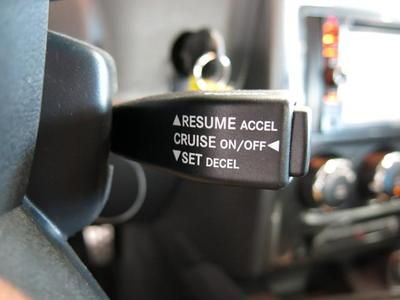 ▲RESUME ACCEL
CRUISE ON/OFF◀
▼SET DECEL